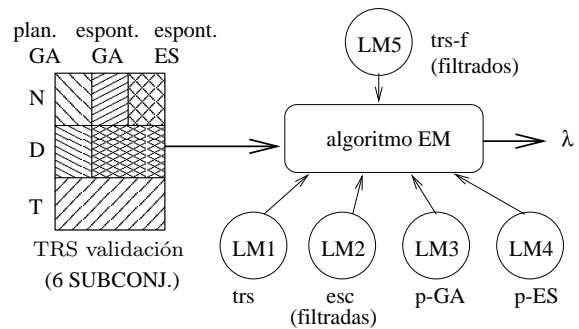 plan. espont. espont.
GA GA ES
N
D
T
TRS validación
(6 SUBCONJ.)
LM5
trs-f
(filtrados)
algoritmo EM
λ
LM1 LM2 LM3 LM4
trs esc p-GA p-ES
(filtradas)